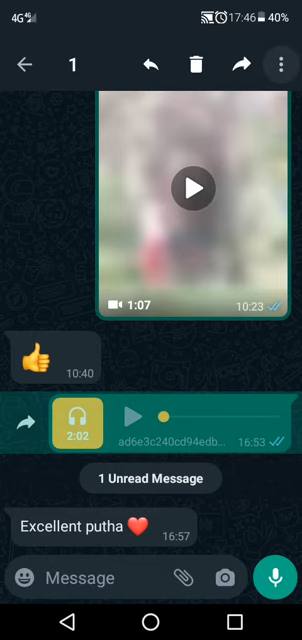 4G 4G 17:46 40%
1
1:07 10:23
👍 10:40
2:02
ad6e3c240cd94edb... 16:53
1 Unread Message
Excellent putha ❤️ 16:57
Message